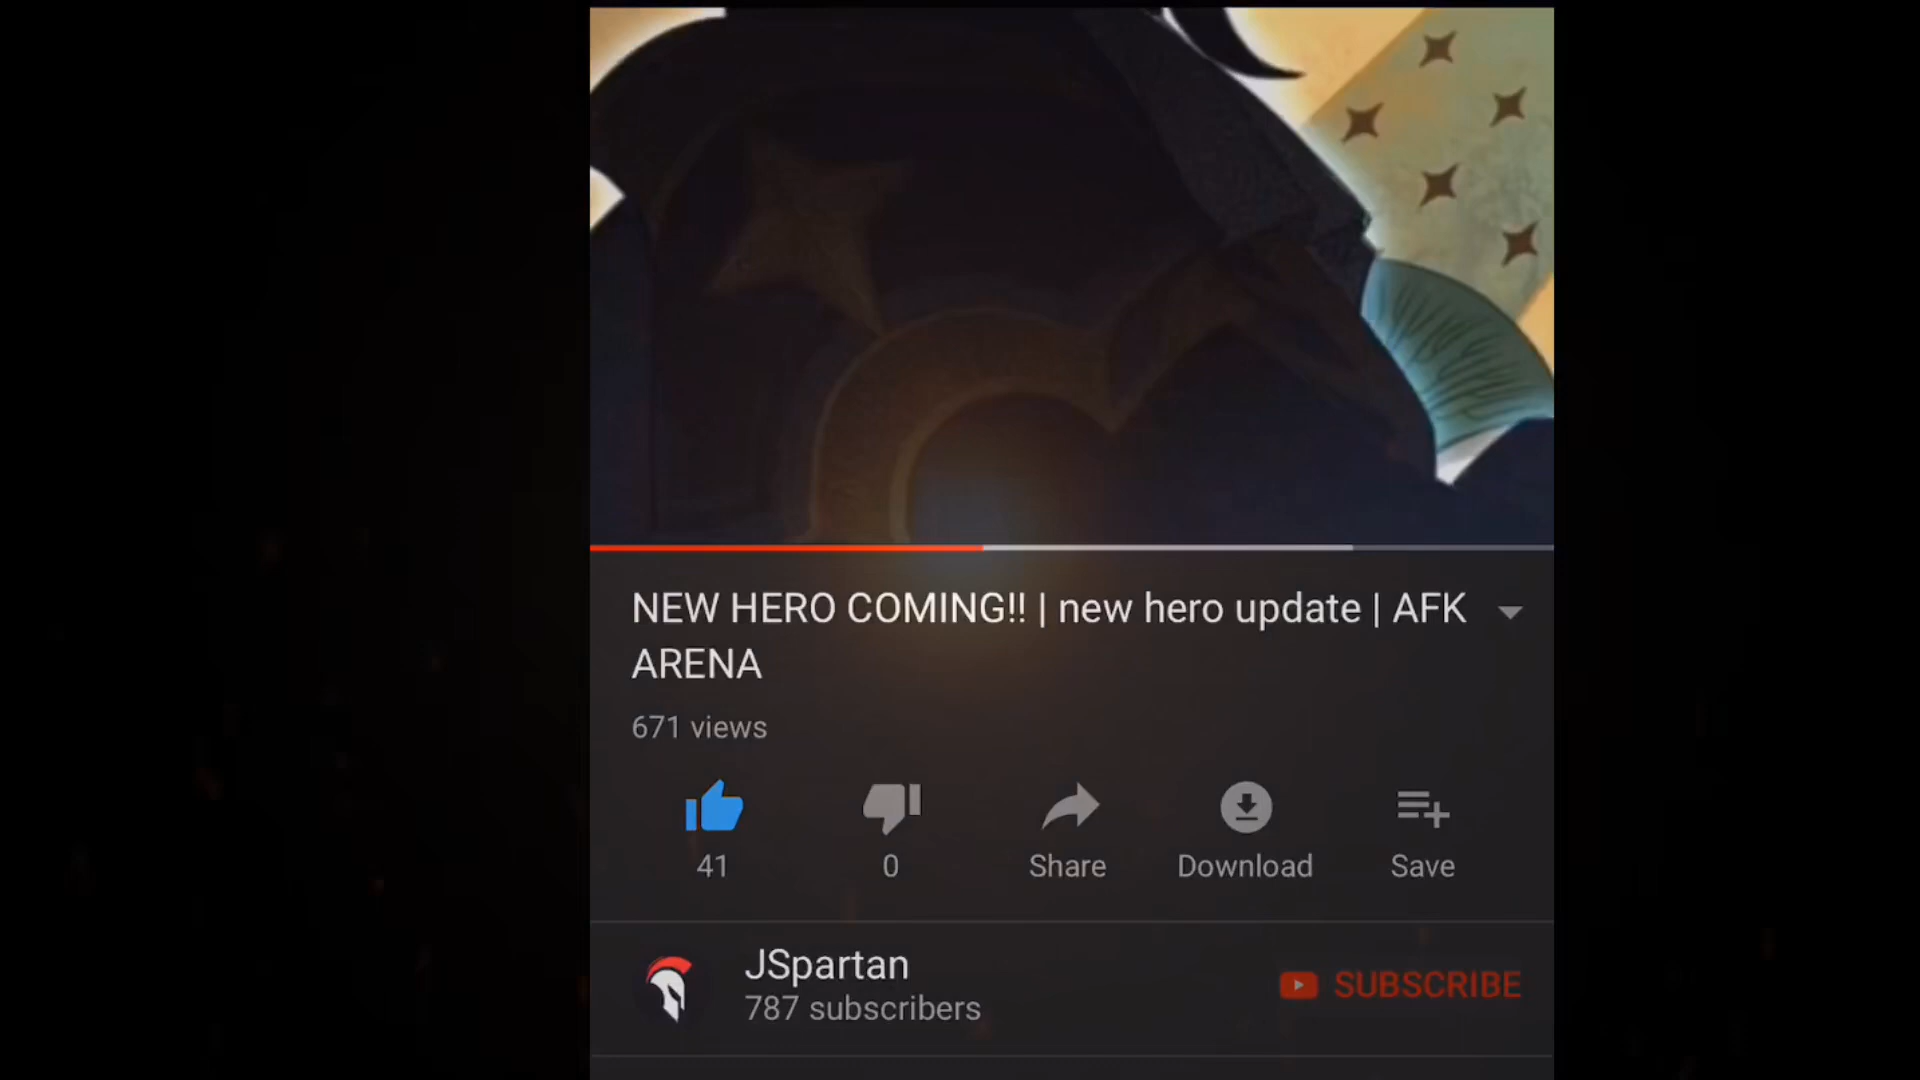 NEW HERO COMING!! | new hero update | AFK
ARENA
671 views
41
0
Share
Download
Save
JSpartan
787 subscribers
SUBSCRIBE